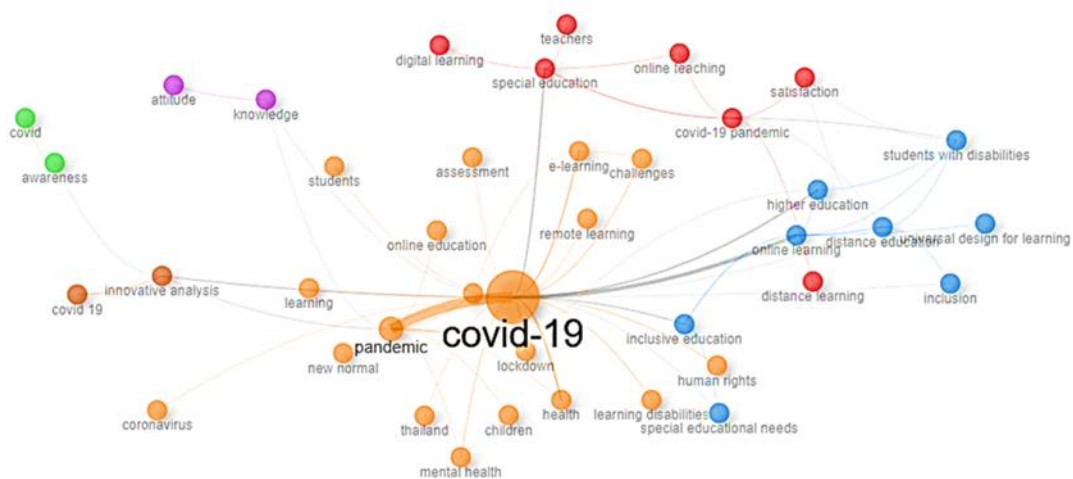 teachers
digital learning
online teaching
special education
satisfaction
attitude
knowledge
covid
covid-19 pandemic
students with disabilities
awareness
students
assessment
e-learning
challenges
higher education
online education
remote learning
online learning
distance education
universal design for learning
covid 19
innovative analysis
learning
distance learning
inclusion
covid-19
pandemic
inclusive education
new normal
lockdown
human rights
coronavirus
thailand
children
health
learning disabilities
special educational needs
mental health